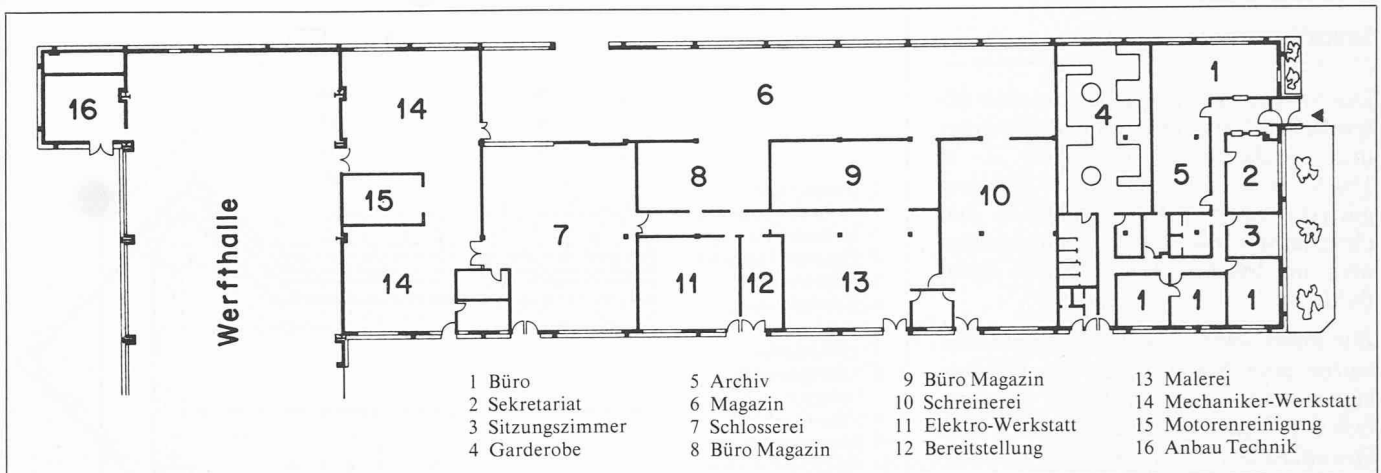 16
14
6
4
1
15
8
9
10
5
2
3
7
14
11
12
13
1
1
1
Werfthalle
1 Büro
2 Sekretariat
3 Sitzungszimmer
4 Garderobe
5 Archiv
6 Magazin
7 Schlosserei
8 Büro Magazin
9 Büro Magazin
10 Schreinerei
11 Elektro-Werkstatt
12 Bereitstellung
13 Malerei
14 Mechaniker-Werkstatt
15 Motorenreinigung
16 Anbau Technik